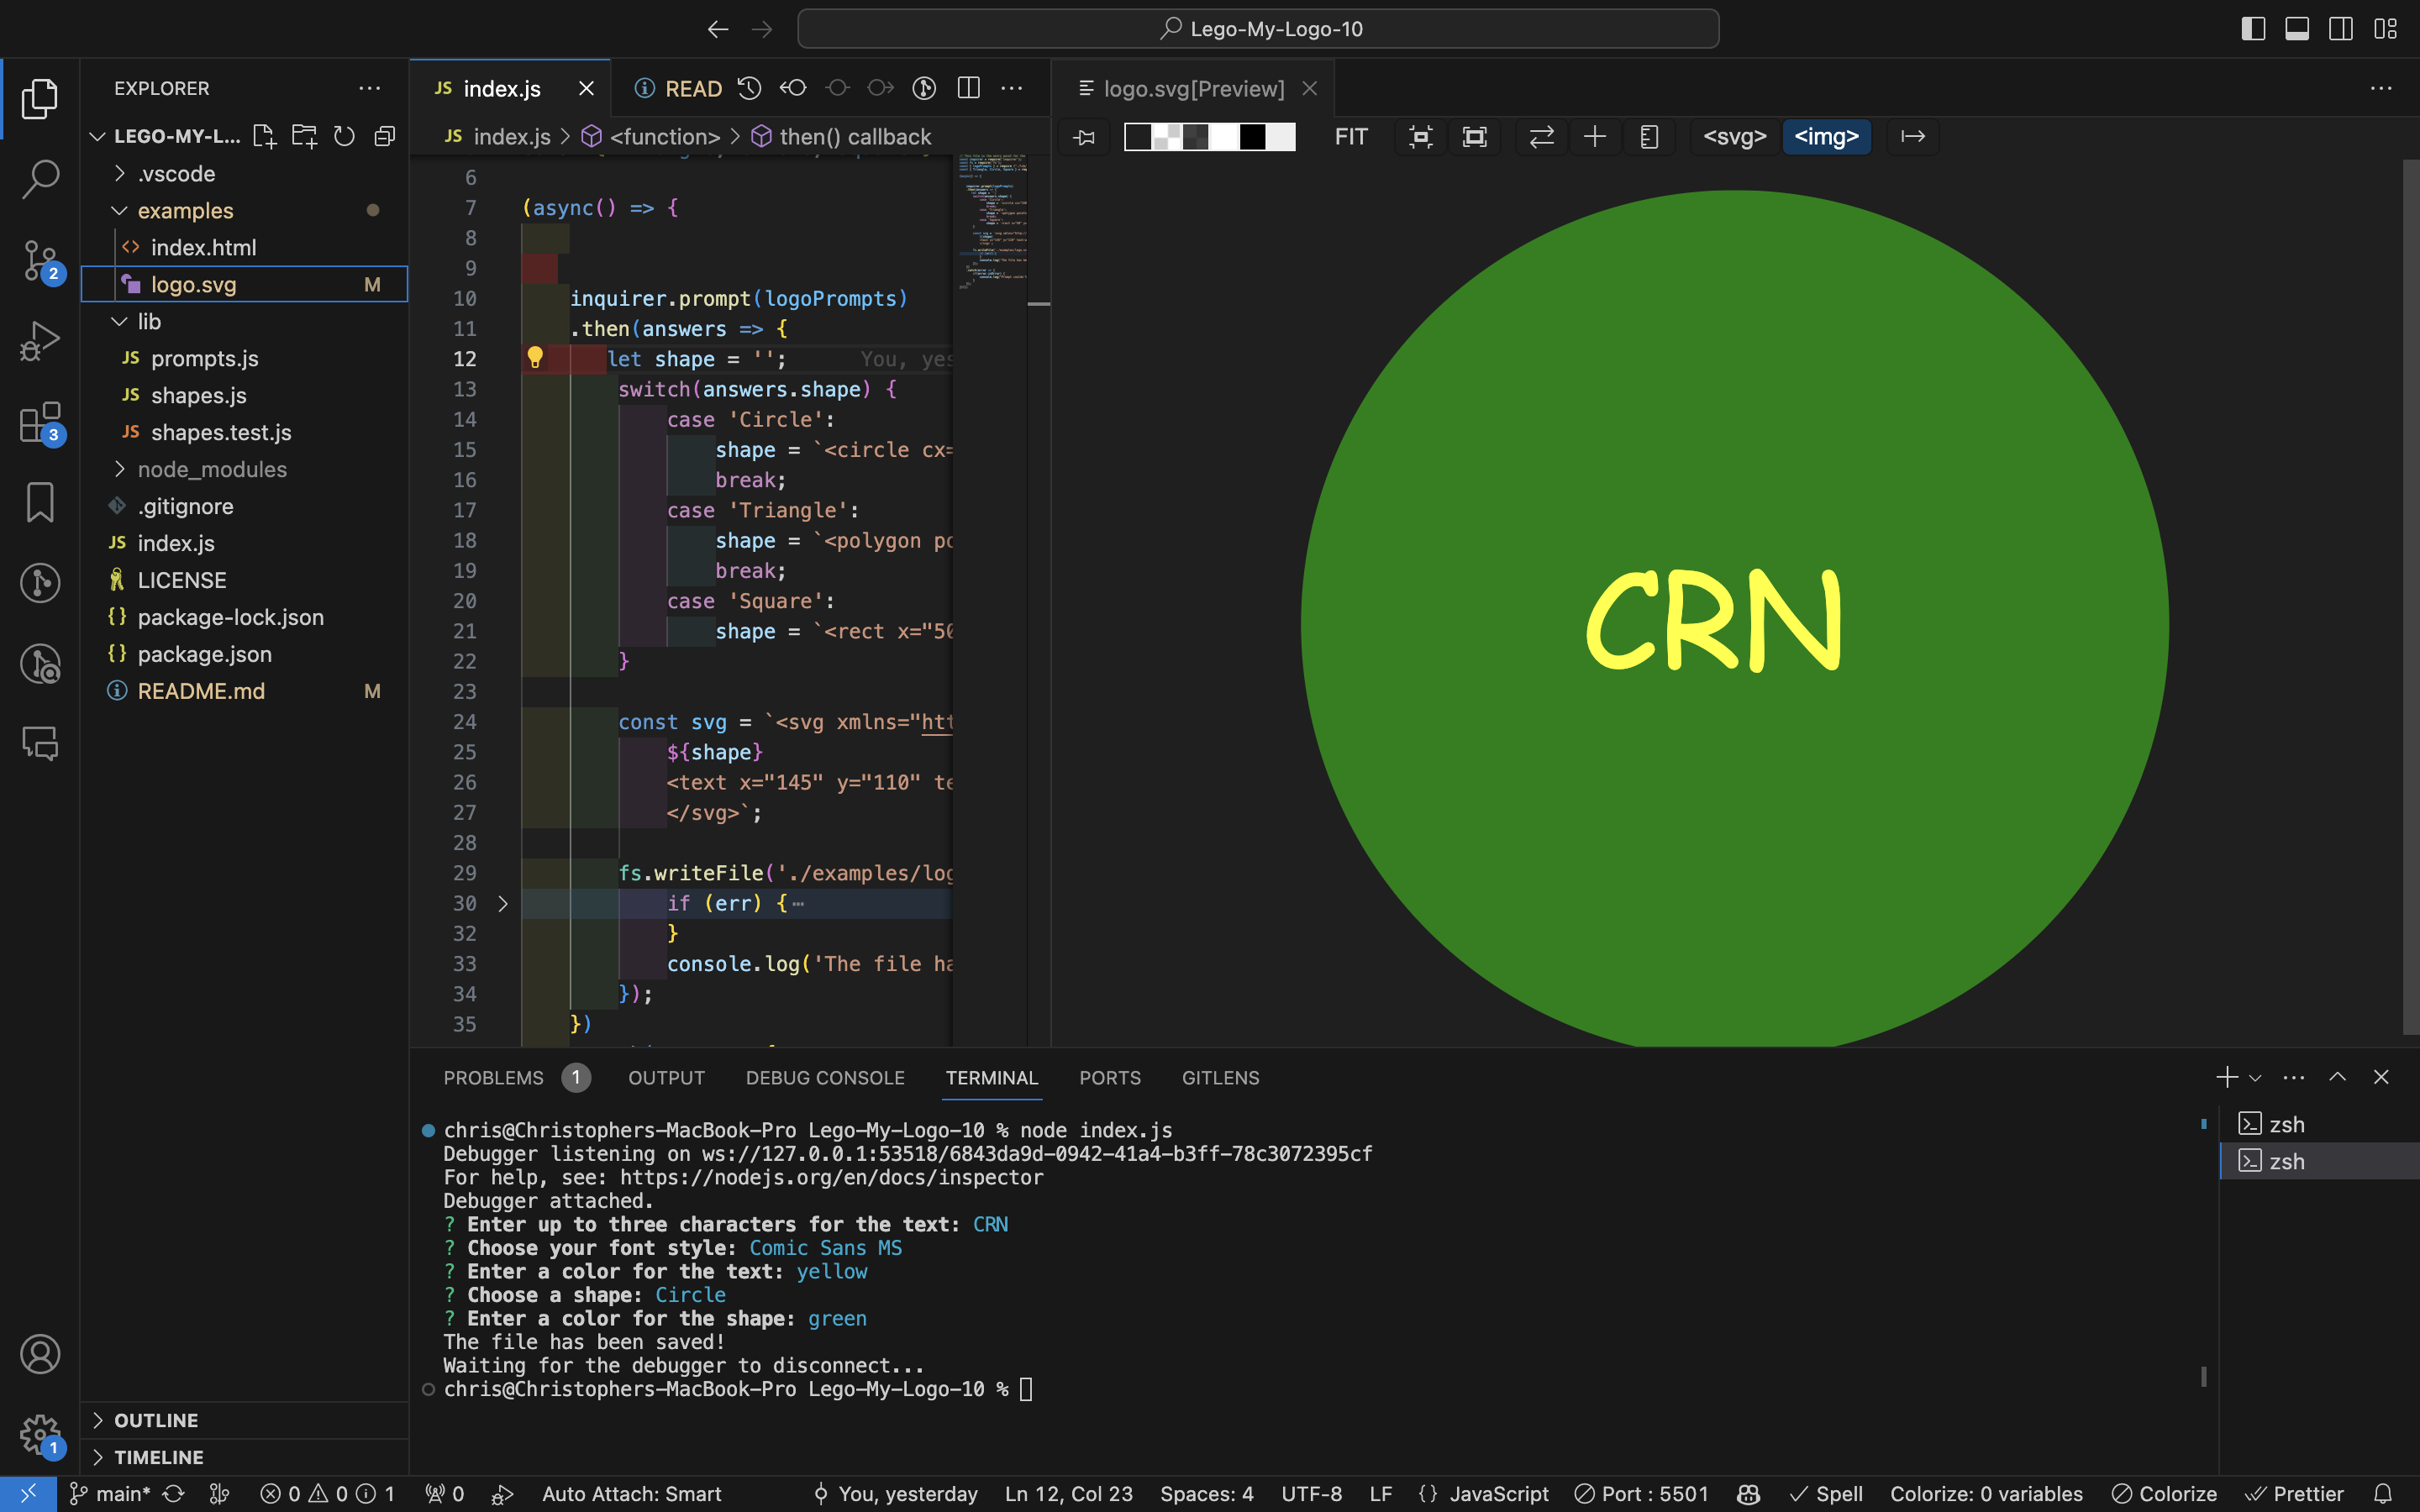 Lego-My-Logo-10
EXPLORER
LEGO-MY-L...
.vscode
examples
index.html
logo.svg M
lib
JS prompts.js
JS shapes.js
JS shapes.test.js
node_modules
.gitignore
JS index.js
LICENSE
{} package-lock.json
{} package.json
README.md M
OUTLINE
TIMELINE
2
3
1
JS index.js
READ
JS index.js > <function> > then() callback
6
7 (async() => {
8
9
10 inquirer.prompt(logoPrompts)
11 .then(answers => {
12 let shape = ''; You, yes
13 switch(answers.shape) {
14 case 'Circle':
15 shape = `<circle cx=
16 break;
17 case 'Triangle':
18 shape = `<polygon po
19 break;
20 case 'Square':
21 shape = `<rect x="50
22 }
23
24 const svg = `<svg xmlns="htt
25 ${shape}
26 <text x="145" y="110" te
27 </svg>`;
28
29 fs.writeFile('./examples/log
30 if (err) {⋯
32 }
33 console.log('The file ha
34 });
35 })
logo.svg[Preview]
FIT
<svg> <img>
CRN
PROBLEMS 1 OUTPUT DEBUG CONSOLE TERMINAL PORTS GITLENS
chris@Christophers-MacBook-Pro Lego-My-Logo-10 % node index.js
Debugger listening on ws://127.0.0.1:53518/6843da9d-0942-41a4-b3ff-78c3072395cf
For help, see: https://nodejs.org/en/docs/inspector
Debugger attached.
? Enter up to three characters for the text: CRN
? Choose your font style: Comic Sans MS
? Enter a color for the text: yellow
? Choose a shape: Circle
? Enter a color for the shape: green
The file has been saved!
Waiting for the debugger to disconnect...
chris@Christophers-MacBook-Pro Lego-My-Logo-10 %
zsh
zsh
main* 0 0 1 0 Auto Attach: Smart You, yesterday Ln 12, Col 23 Spaces: 4 UTF-8 LF {} JavaScript Port : 5501 Spell Colorize: 0 variables Colorize Prettier